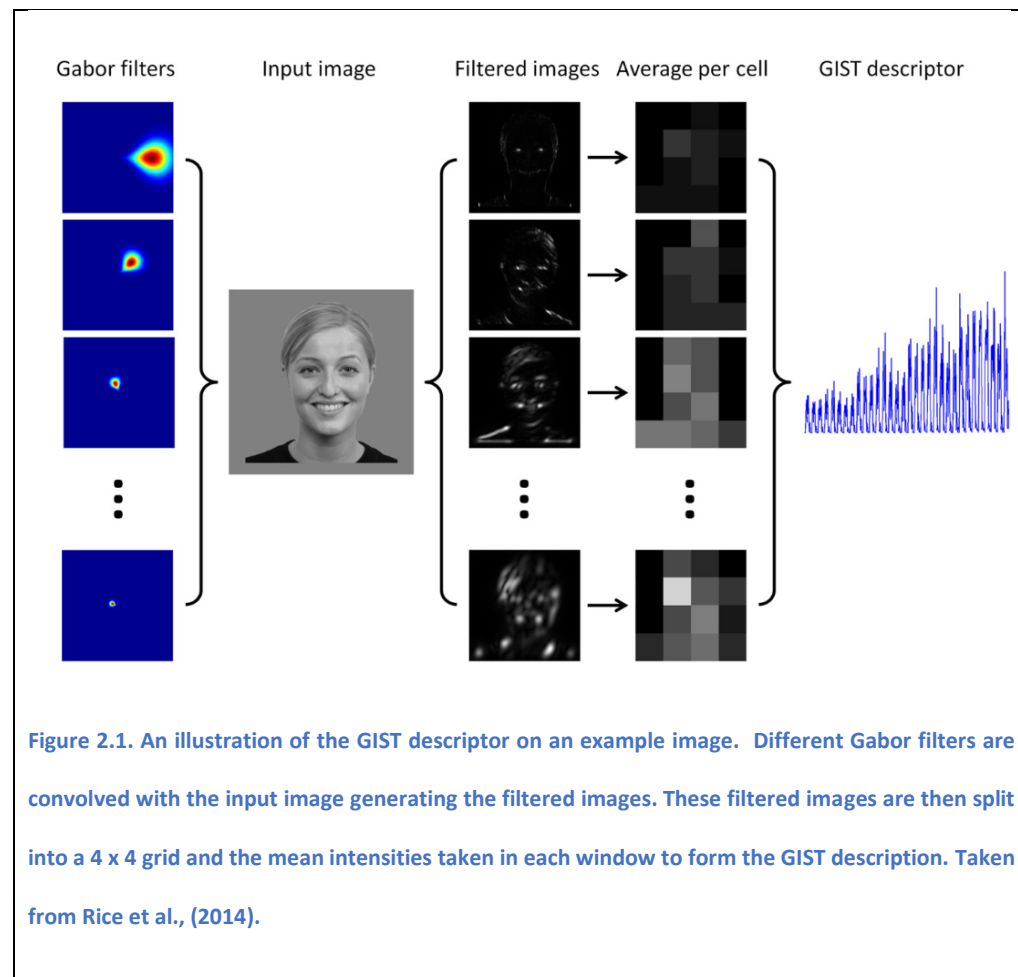 Gabor filters Input image Filtered images Average per cell GIST descriptor
Figure 2.1. An illustration of the GIST descriptor on an example image.  Different Gabor filters are
convolved with the input image generating the filtered images. These filtered images are then split
into a 4 x 4 grid and the mean intensities taken in each window to form the GIST description. Taken
from Rice et al., (2014).